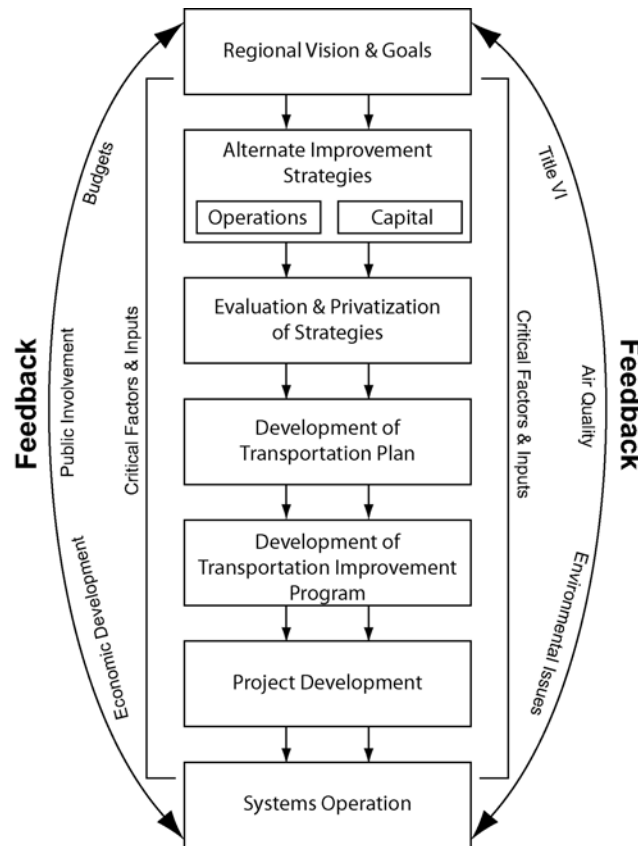 Regional Vision & Goals
Alternate Improvement
Strategies
Operations
Capital
Evaluation & Privatization
of Strategies
Development of
Transportation Plan
Development of
Transportation Improvement
Program
Project Development
Systems Operation
Feedback
Budgets
Public Involvement
Economic Development
Critical Factors & Inputs
Critical Factors & Inputs
Title VI
Air Quality
Environmental Issues
Feedback